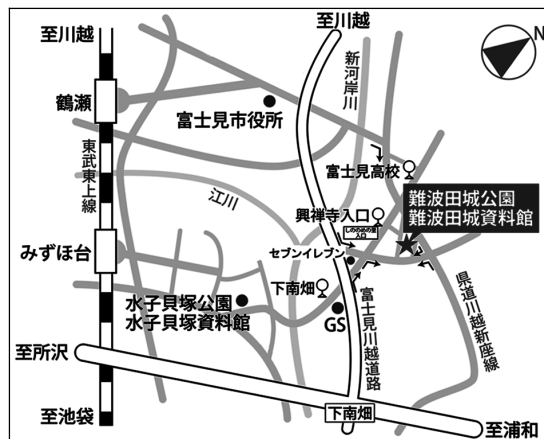 至川越
至川越
N
鶴瀬
新河岸川
富士見市役所
東武東上線
富士見高校
難波田城公園
難波田城資料館
江川
興禅寺入口
しののめの里
入口
みずほ台
セブンイレブン
下南畑
水子貝塚公園
水子貝塚資料館
GS
富士見川越道路
県道川越新座線
至所沢
下南畑
至池袋
至浦和